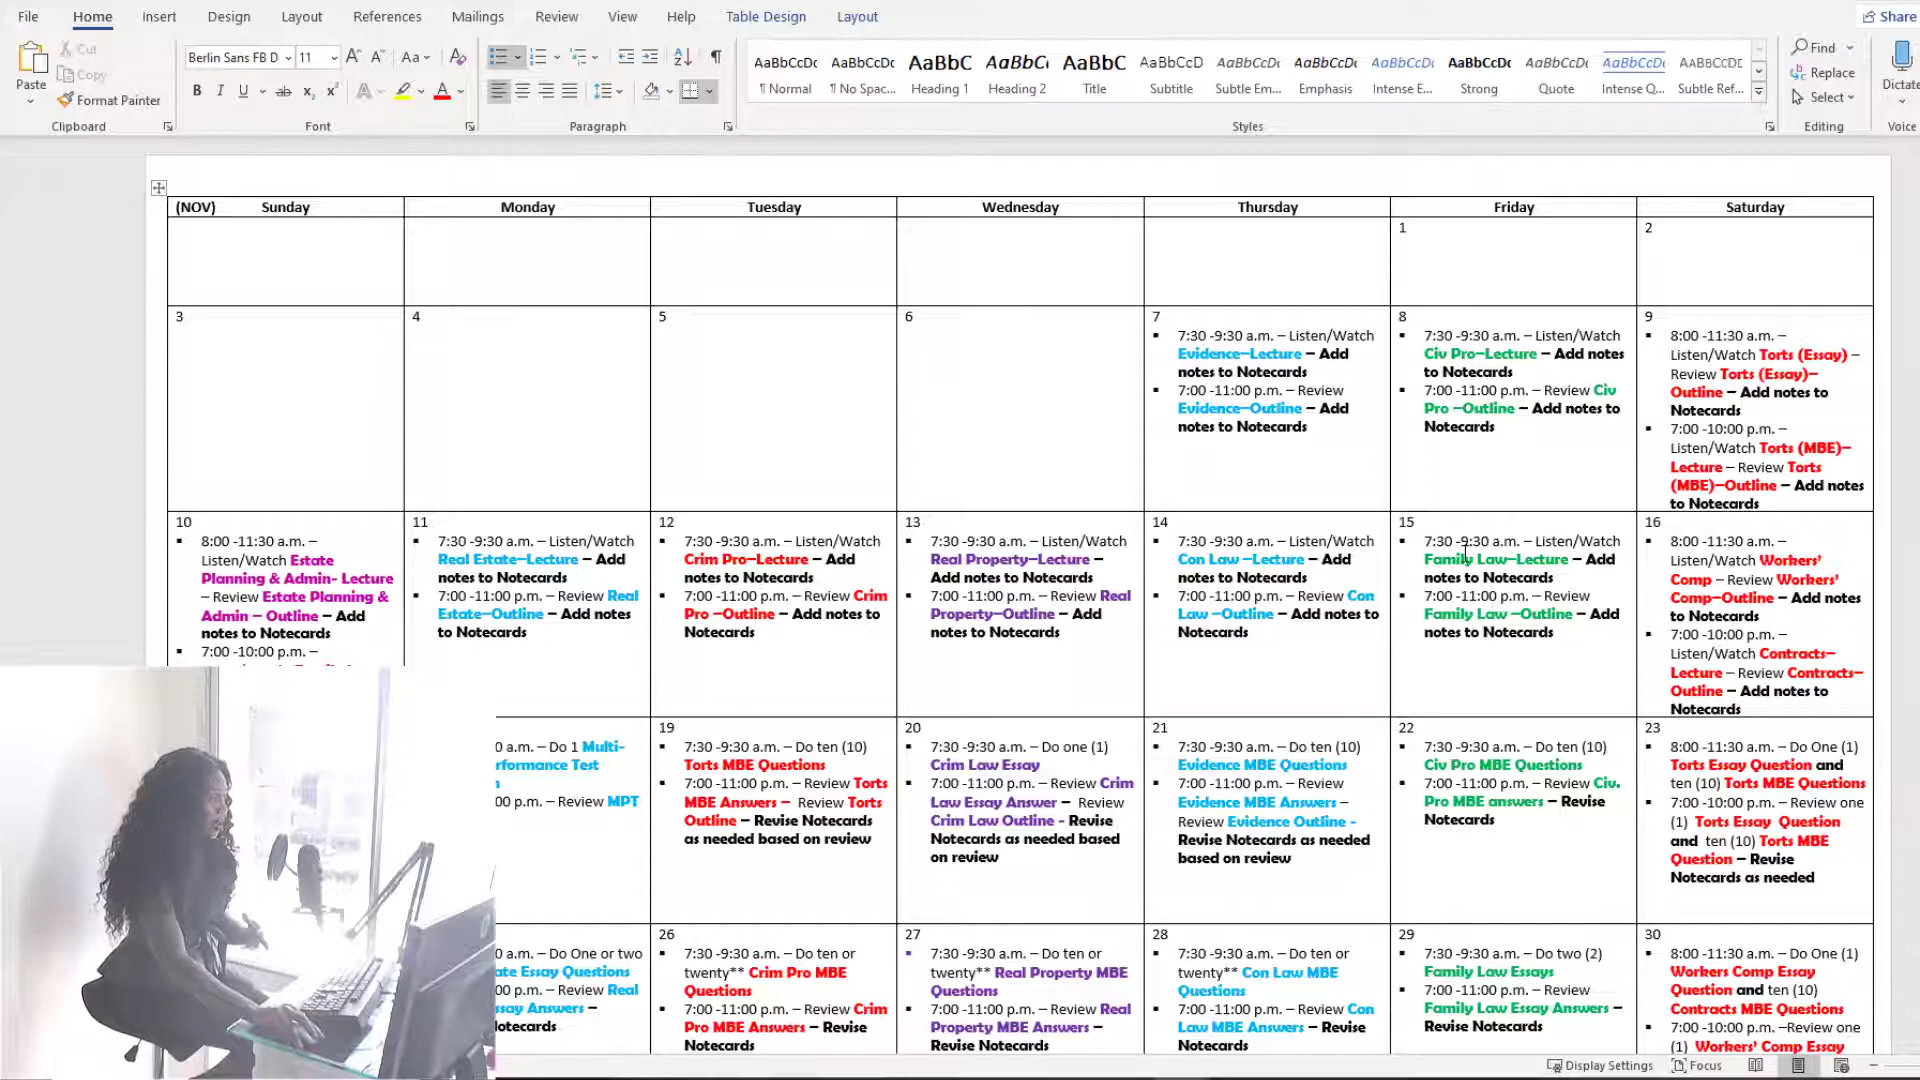 File Home Insert Design Layout References Mailings Review View Help Table Design Layout Share
Paste
Cut
Copy
Format Painter
Clipboard
Berlin Sans FB D 11
B I U ab x₂ x²
Font
Paragraph
AaBbCcDc AaBbCcDc AaBbC AaBbC AaBbC AaBbCcD AaBbCcDc AaBbCcDc AaBbCcDc AaBbCcDc AaBbCcDc AaBbCcDc AaBbCcDE
¶ Normal ¶ No Spac... Heading 1 Heading 2 Title Subtitle Subtle Em... Emphasis Intense E... Strong Quote Intense Q... Subtle Ref...
Styles
Find
Replace
Select
Editing
Dictate
Voice
(NOV) Sunday Monday Tuesday Wednesday Thursday Friday Saturday
1
2
3
4
5
6
7
7:30 -9:30 a.m. – Listen/Watch
Evidence–Lecture – Add
notes to Notecards
7:00 -11:00 p.m. – Review
Evidence–Outline – Add
notes to Notecards
8
7:30 -9:30 a.m. – Listen/Watch
Civ Pro–Lecture – Add notes
to Notecards
7:00 -11:00 p.m. – Review Civ
Pro –Outline – Add notes to
Notecards
9
8:00 -11:30 a.m. –
Listen/Watch Torts (Essay) –
Review Torts (Essay)–
Outline – Add notes to
Notecards
7:00 -10:00 p.m. –
Listen/Watch Torts (MBE)–
Lecture – Review Torts
(MBE)–Outline – Add notes
to Notecards
10
8:00 -11:30 a.m. –
Listen/Watch Estate
Planning & Admin- Lecture
– Review Estate Planning &
Admin – Outline – Add
notes to Notecards
7:00 -10:00 p.m. –
11
7:30 -9:30 a.m. – Listen/Watch
Real Estate–Lecture – Add
notes to Notecards
7:00 -11:00 p.m. – Review Real
Estate–Outline – Add notes
to Notecards
12
7:30 -9:30 a.m. – Listen/Watch
Crim Pro–Lecture – Add
notes to Notecards
7:00 -11:00 p.m. – Review Crim
Pro –Outline – Add notes to
Notecards
13
7:30 -9:30 a.m. – Listen/Watch
Real Property–Lecture –
Add notes to Notecards
7:00 -11:00 p.m. – Review Real
Property–Outline – Add
notes to Notecards
14
7:30 -9:30 a.m. – Listen/Watch
Con Law –Lecture – Add
notes to Notecards
7:00 -11:00 p.m. – Review Con
Law –Outline – Add notes to
Notecards
15
7:30 -9:30 a.m. – Listen/Watch
Family Law–Lecture – Add
notes to Notecards
7:00 -11:00 p.m. – Review
Family Law –Outline – Add
notes to Notecards
16
8:00 -11:30 a.m. –
Listen/Watch Workers'
Comp – Review Workers'
Comp–Outline – Add notes
to Notecards
7:00 -10:00 p.m. –
Listen/Watch Contracts–
Lecture – Review Contracts–
Outline – Add notes to
Notecards
0 a.m. – Do 1 Multi-
rformance Test
00 p.m. – Review MPT
19
7:30 -9:30 a.m. – Do ten (10)
Torts MBE Questions
7:00 -11:00 p.m. – Review Torts
MBE Answers – Review Torts
Outline – Revise Notecards
as needed based on review
20
7:30 -9:30 a.m. – Do one (1)
Crim Law Essay
7:00 -11:00 p.m. – Review Crim
Law Essay Answer – Review
Crim Law Outline - Revise
Notecards as needed based
on review
21
7:30 -9:30 a.m. – Do ten (10)
Evidence MBE Questions
7:00 -11:00 p.m. – Review
Evidence MBE Answers –
Review Evidence Outline -
Revise Notecards as needed
based on review
22
7:30 -9:30 a.m. – Do ten (10)
Civ Pro MBE Questions
7:00 -11:00 p.m. – Review Civ.
Pro MBE answers – Revise
Notecards
23
8:00 -11:30 a.m. – Do One (1)
Torts Essay Question and
ten (10) Torts MBE Questions
7:00 -10:00 p.m. – Review one
(1) Torts Essay Question
and ten (10) Torts MBE
Question – Revise
Notecards as needed
0 a.m. – Do One or two
ate Essay Questions
00 p.m. – Review Real
ssay Answers –
lotecards
26
7:30 -9:30 a.m. – Do ten or
twenty** Crim Pro MBE
Questions
7:00 -11:00 p.m. – Review Crim
Pro MBE Answers – Revise
Notecards
27
7:30 -9:30 a.m. – Do ten or
twenty** Real Property MBE
Questions
7:00 -11:00 p.m. – Review Real
Property MBE Answers –
Revise Notecards
28
7:30 -9:30 a.m. – Do ten or
twenty** Con Law MBE
Questions
7:00 -11:00 p.m. – Review Con
Law MBE Answers – Revise
Notecards
29
7:30 -9:30 a.m. – Do two (2)
Family Law Essays
7:00 -11:00 p.m. – Review
Family Law Essay Answers –
Revise Notecards
30
8:00 -11:30 a.m. – Do One (1)
Workers Comp Essay
Question and ten (10)
Contracts MBE Questions
7:00 -10:00 p.m. –Review one
(1) Workers' Comp Essay
Display Settings Focus